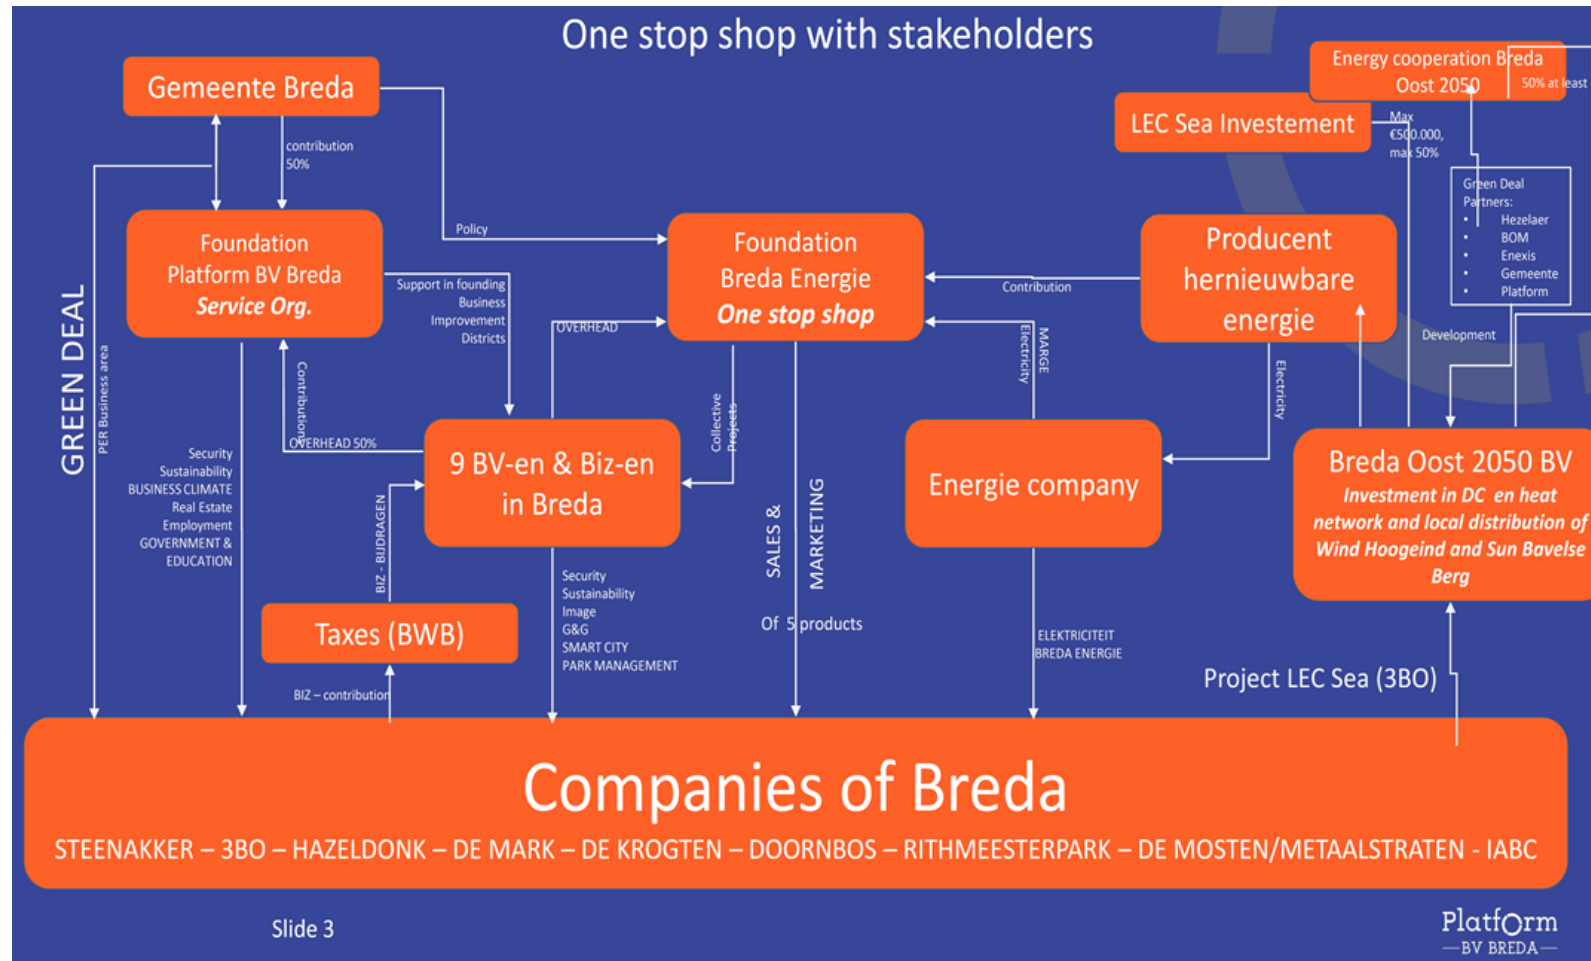 One stop shop with stakeholders
Gemeente Breda
contribution
50%
Energy cooperation Breda
Oost 2050
50% at least
LEC Sea Investement
Max
€500.000,
max 50%
Green Deal
Partners:
• Hezelaer
• BOM
• Enexis
• Gemeente
• Platform
Foundation
Platform BV Breda
Service Org.
Policy
Foundation
Breda Energie
One stop shop
Contribution
Producent
hernieuwbare
energie
Support in founding
Business
Improvement
Districts
OVERHEAD
MARGE
Electricity
Electricity
Development
GREEN DEAL
PER Business area
Contributions
OVERHEAD 50%
Collective
Projects
9 BV-en & Biz-en
in Breda
Energie company
Breda Oost 2050 BV
Investment in DC en heat
network and local distribution of
Wind Hoogeind and Sun Bavelse
Berg
Security
Sustainability
BUSINESS CLIMATE
Real Estate
Employment
GOVERNMENT &
EDUCATION
BIZ - BIJDRAGEN
SALES &
MARKETING
Of 5 products
Security
Sustainability
Image
G&G
SMART CITY
PARK MANAGEMENT
Taxes (BWB)
BIZ – contribution
ELEKTRICITEIT
BREDA ENERGIE
Project LEC Sea (3BO)
Companies of Breda
STEENAKKER – 3BO – HAZELDONK – DE MARK – DE KROGTEN – DOORNBOS – RITHMEESTERPARK – DE MOSTEN/METAALSTRATEN - IABC
Slide 3
Platform
—BV BREDA—